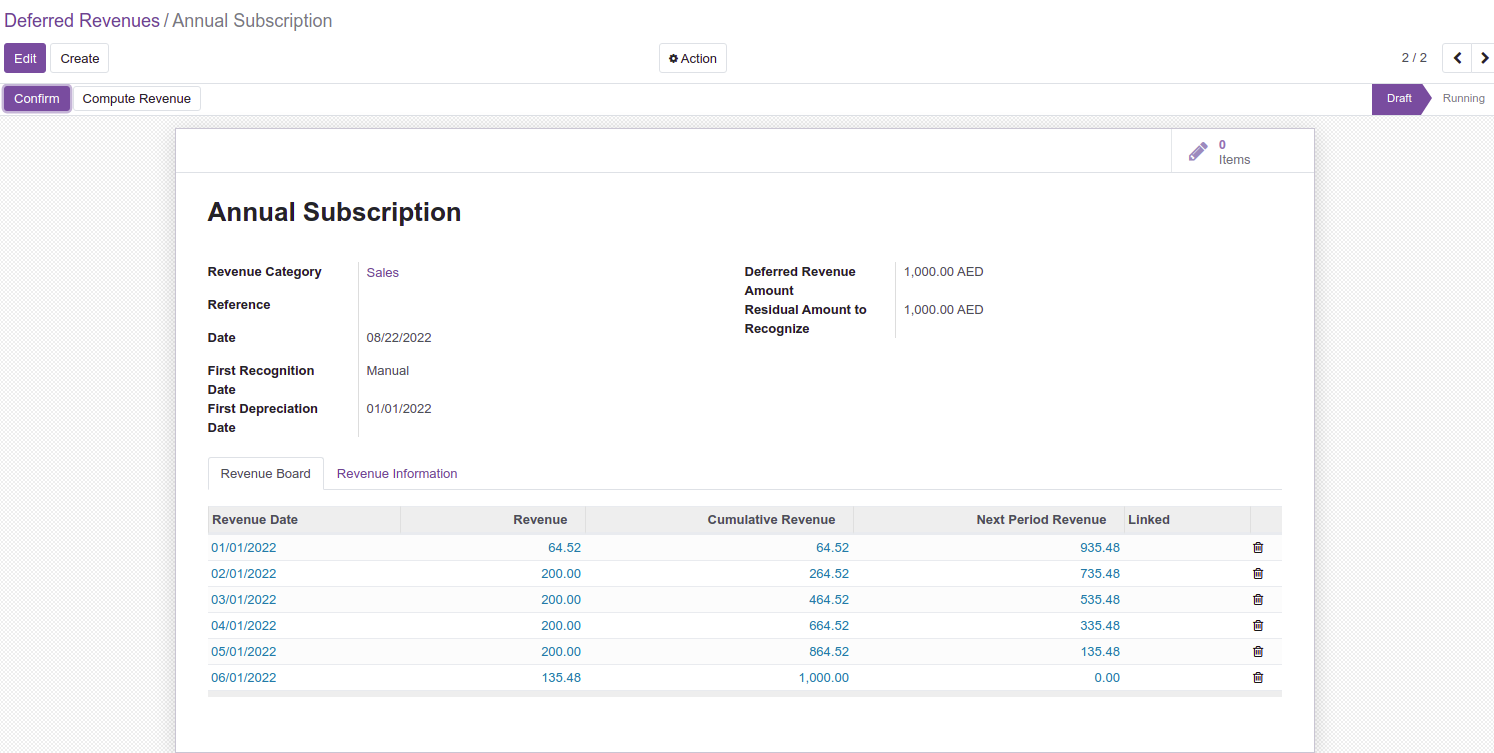 Deferred Revenues / Annual Subscription
Edit Create Action 2 / 2
Confirm Compute Revenue Draft Running
0
Items
Annual Subscription
Revenue Category Sales Deferred Revenue Amount 1,000.00 AED
Reference Residual Amount to Recognize 1,000.00 AED
Date 08/22/2022
First Recognition Date Manual
First Depreciation Date 01/01/2022
Revenue Board Revenue Information
Revenue Date Revenue Cumulative Revenue Next Period Revenue Linked
01/01/2022 64.52 64.52 935.48
02/01/2022 200.00 264.52 735.48
03/01/2022 200.00 464.52 535.48
04/01/2022 200.00 664.52 335.48
05/01/2022 200.00 864.52 135.48
06/01/2022 135.48 1,000.00 0.00